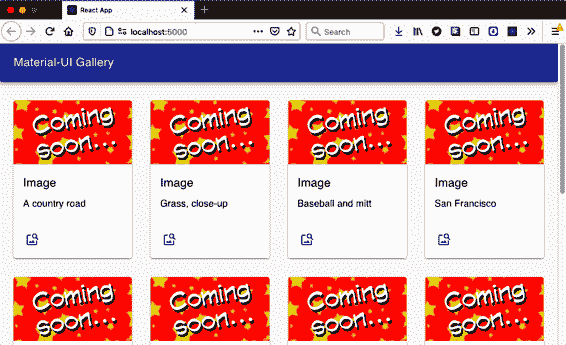 React App
localhost:5000
Search
Material-UI Gallery
Coming soon... Coming soon... Coming soon... Coming soon...
Image Image Image Image
A country road Grass, close-up Baseball and mitt San Francisco
Coming soon... Coming soon... Coming soon... Coming soon...